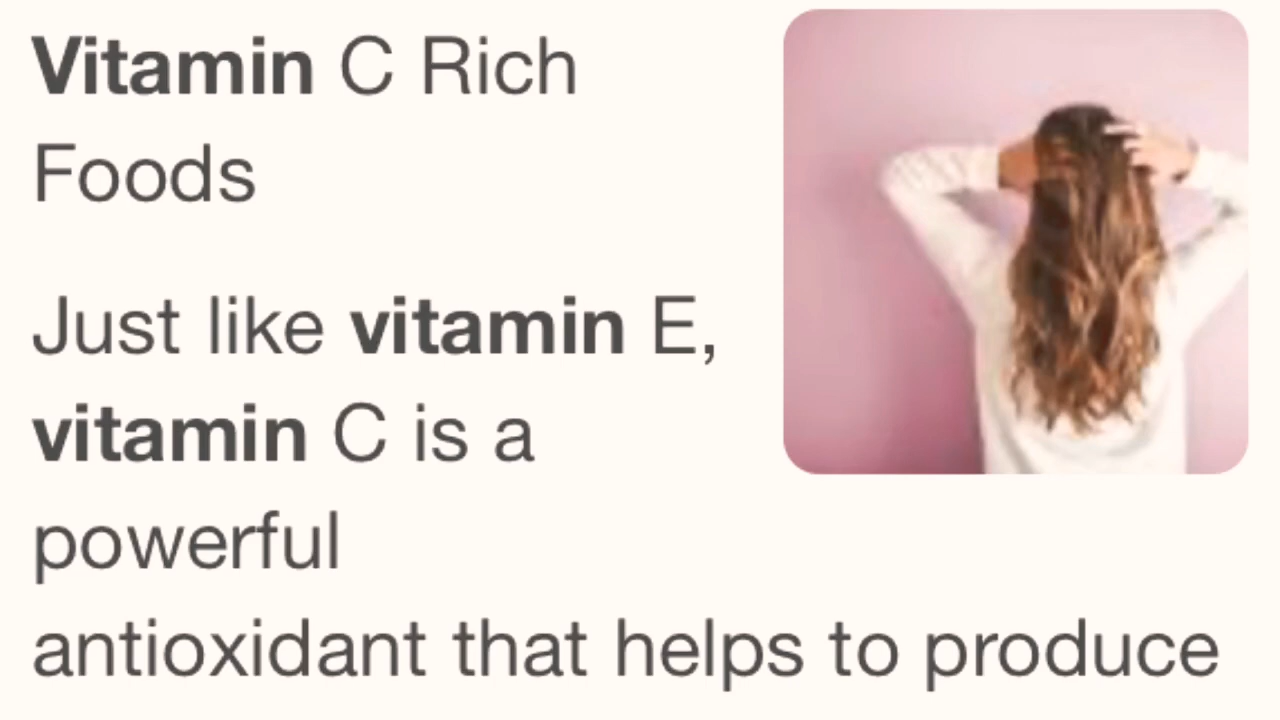 Vitamin C Rich
Foods
Just like vitamin E,
vitamin C is a
powerful
antioxidant that helps to produce